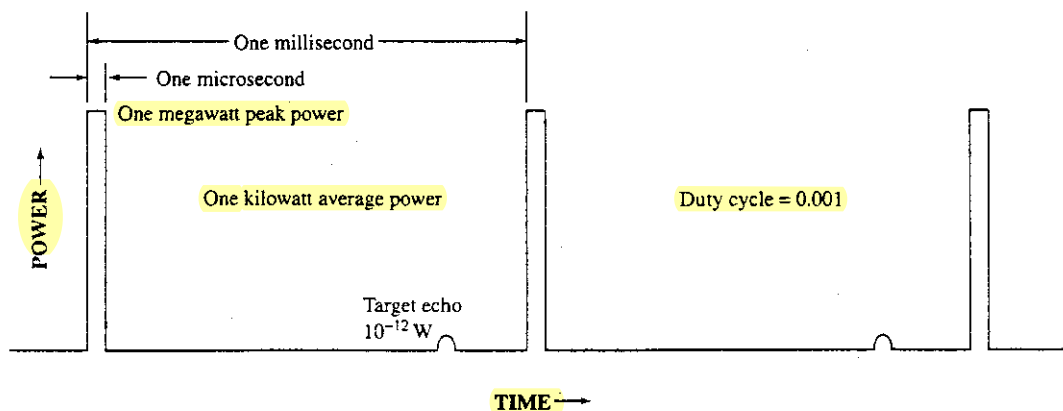 One millisecond
One microsecond
One megawatt peak power
POWER
One kilowatt average power
Duty cycle = 0.001
Target echo
10⁻¹² W
TIME